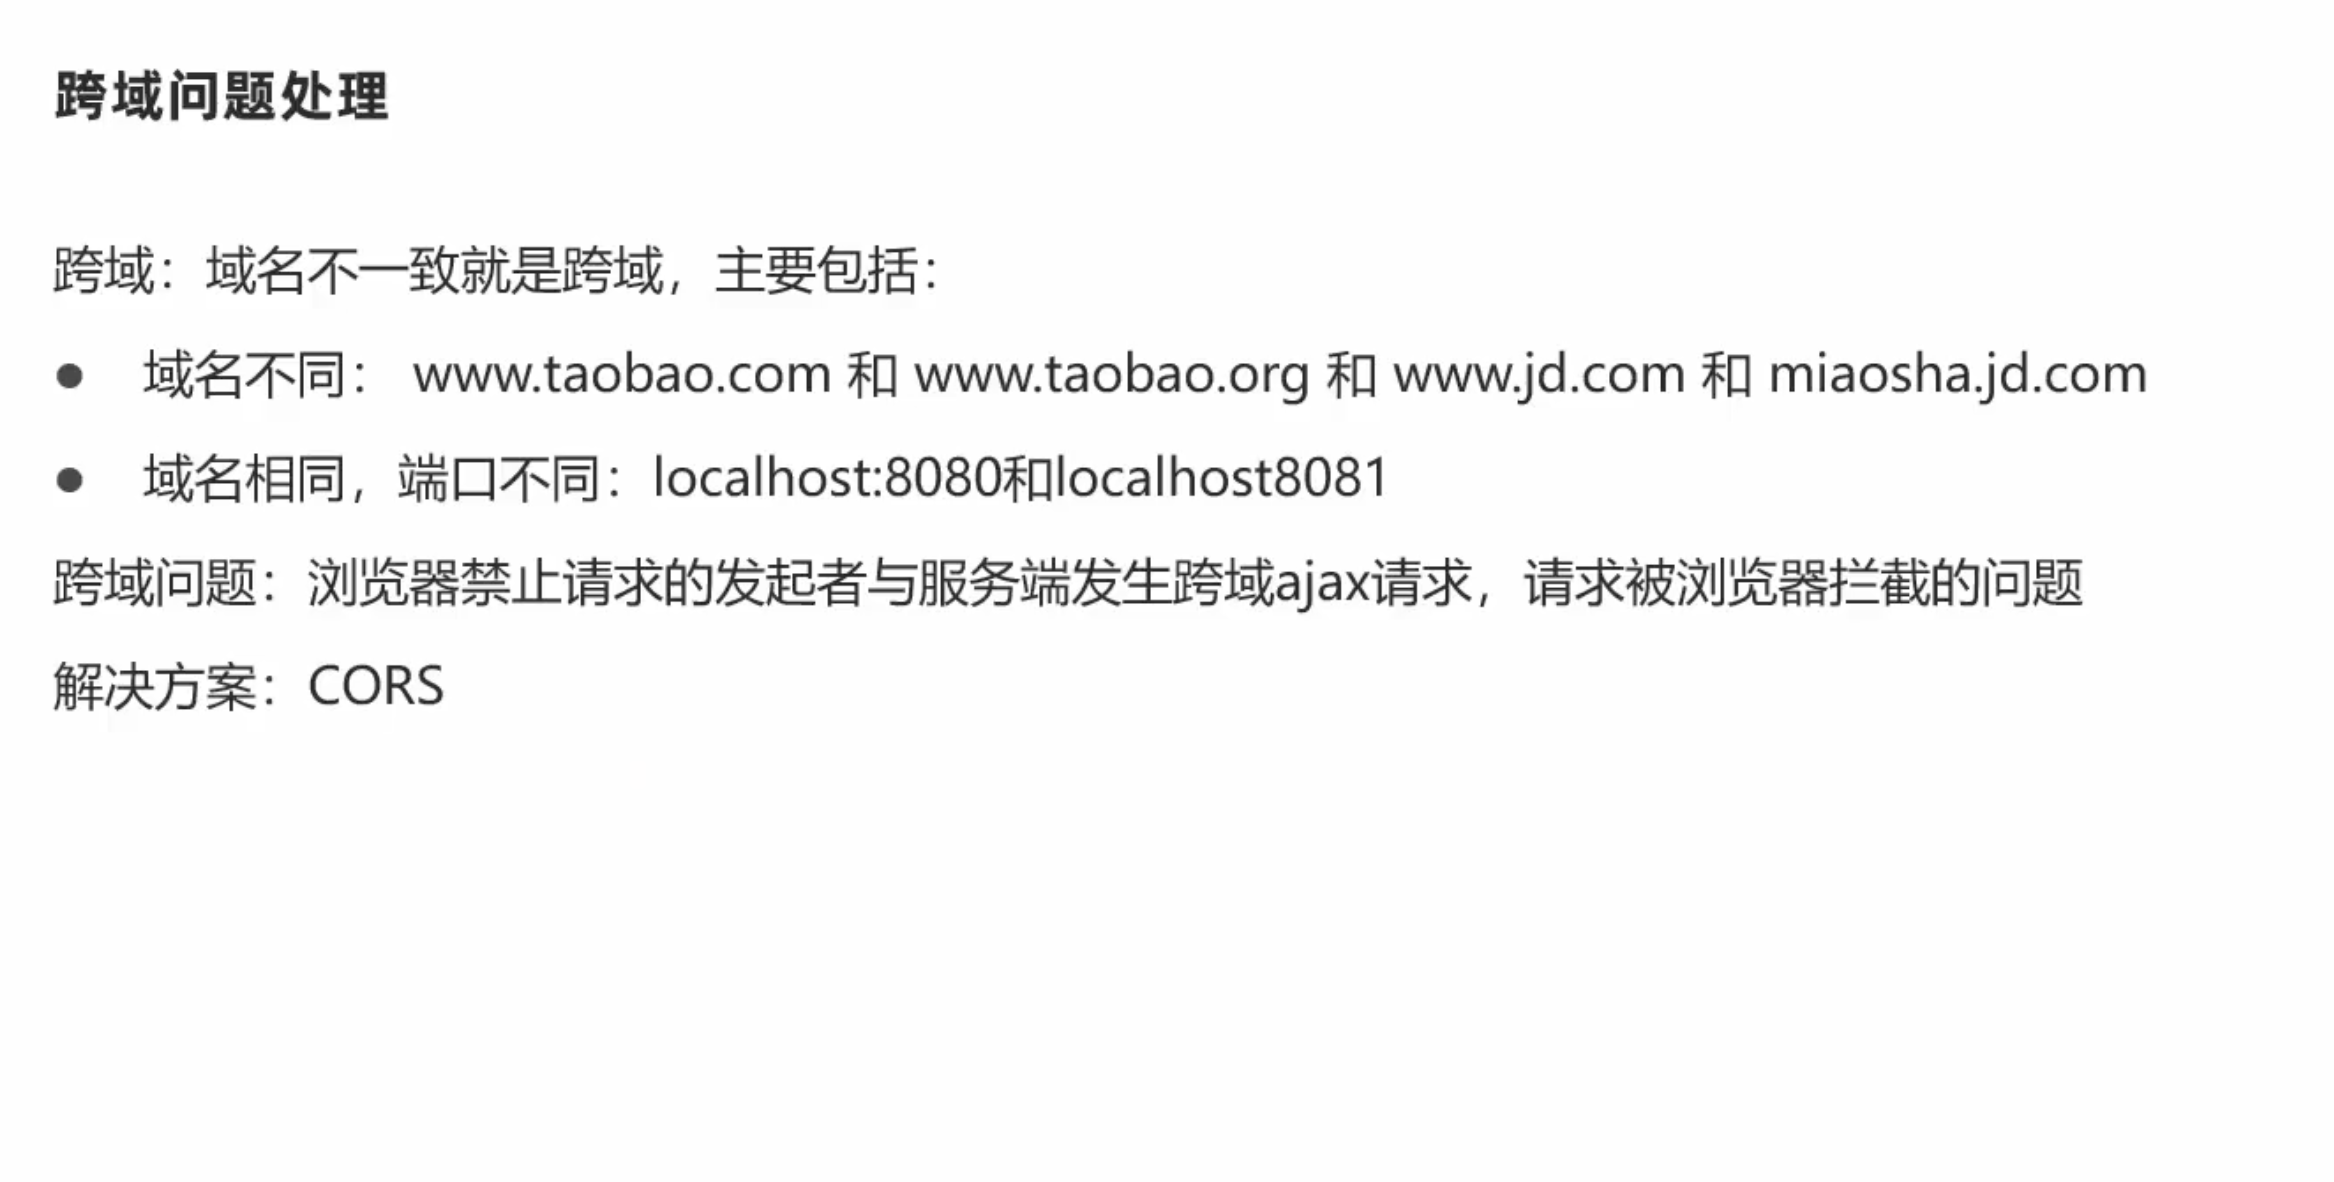 跨域问题处理
跨域：域名不一致就是跨域，主要包括：
● 域名不同： www.taobao.com 和 www.taobao.org 和 www.jd.com 和 miaosha.jd.com
● 域名相同，端口不同：localhost:8080和localhost8081
跨域问题：浏览器禁止请求的发起者与服务端发生跨域ajax请求，请求被浏览器拦截的问题
解决方案：CORS